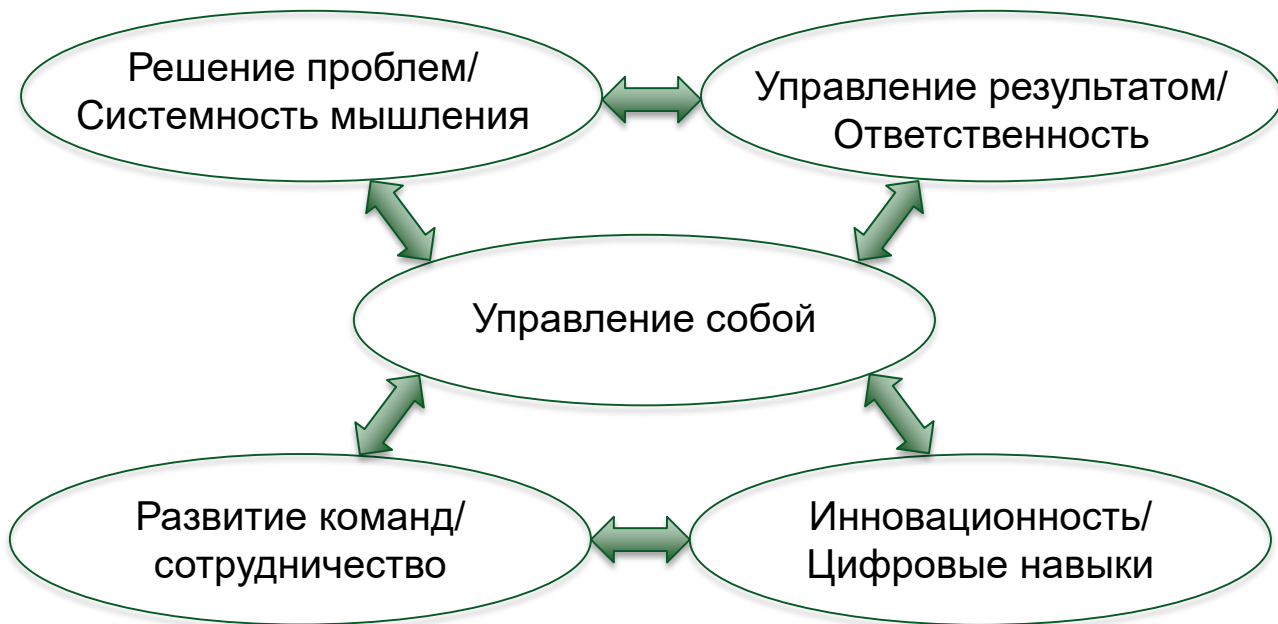 Решение проблем/
Системность мышления
Управление результатом/
Ответственность
Управление собой
Развитие команд/
сотрудничество
Инновационность/
Цифровые навыки